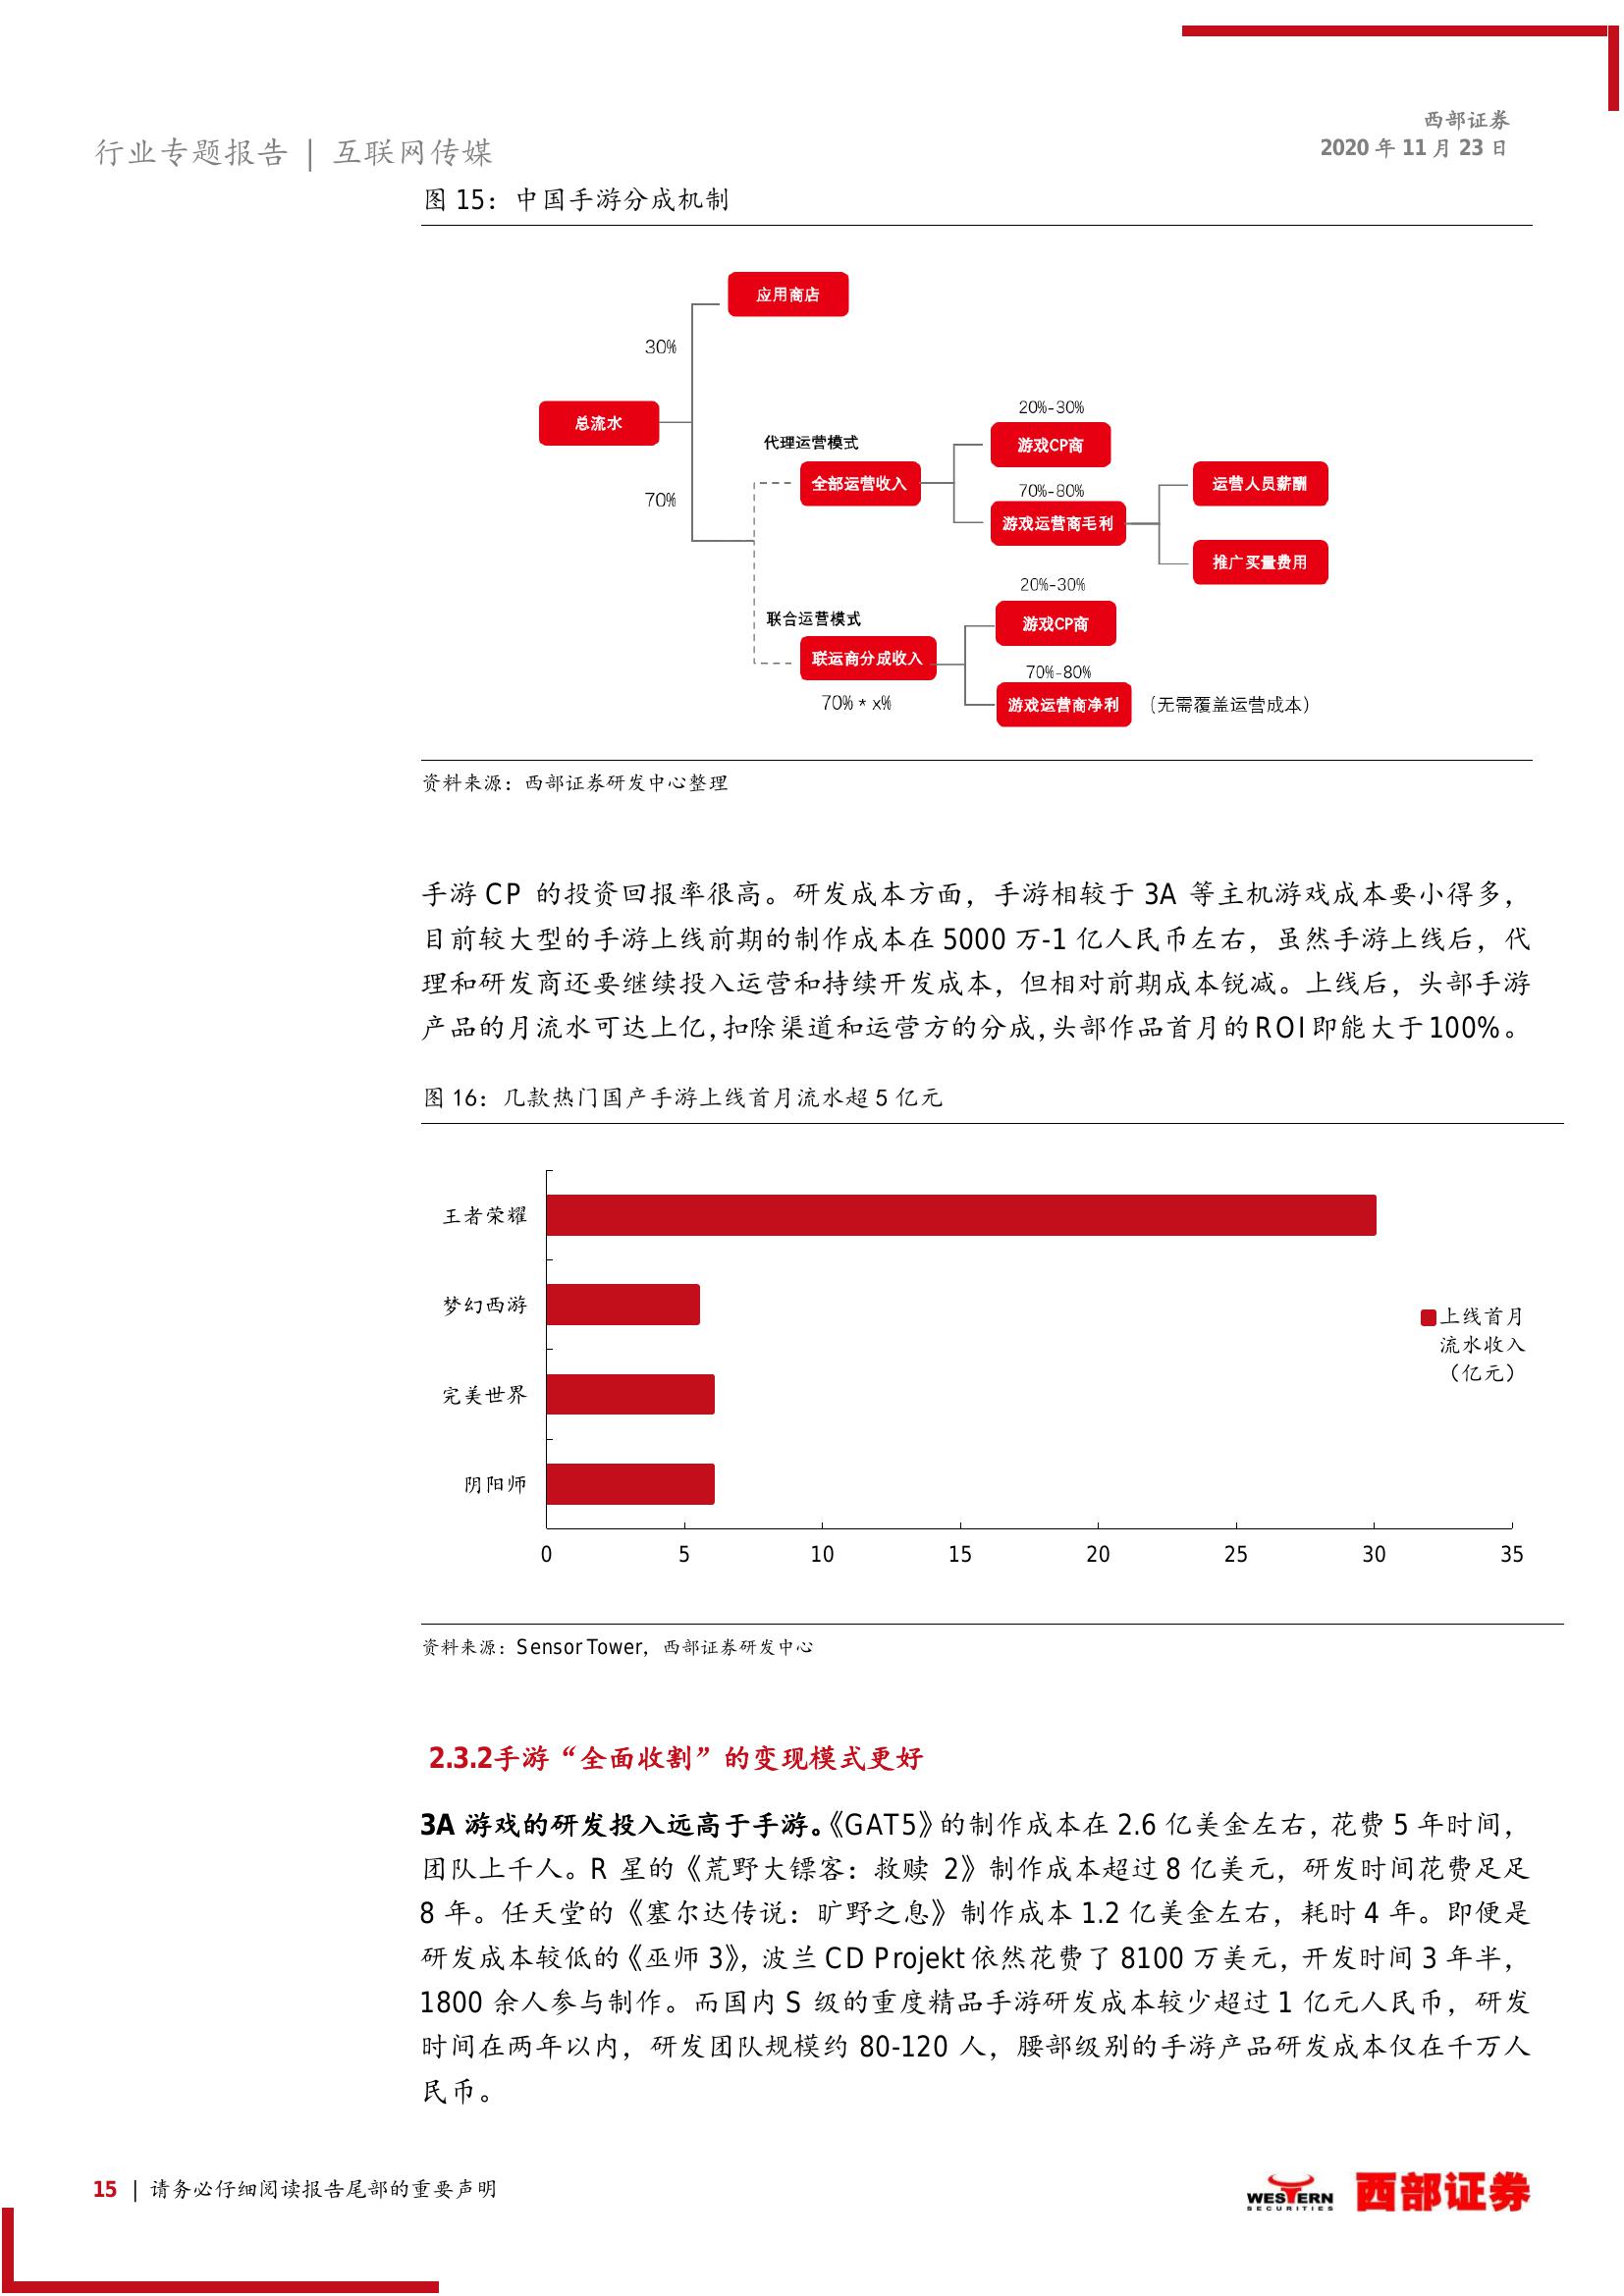 西部证券
行业专题报告 | 互联网传媒
2020 年 11 月 23 日
图 15：中国手游分成机制
应用商店
30%
总流水
70%
代理运营模式
全部运营收入
20%-30%
游戏CP商
70%-80%
游戏运营商毛利
运营人员薪酬
推广买量费用
联合运营模式
联运商分成收入
70% * x%
20%-30%
游戏CP商
70%-80%
游戏运营商净利
（无需覆盖运营成本）
资料来源：西部证券研发中心整理
手游 CP 的投资回报率很高。研发成本方面，手游相较于 3A 等主机游戏成本要小得多，
目前较大型的手游上线前期的制作成本在 5000 万-1 亿人民币左右，虽然手游上线后，代
理和研发商还要继续投入运营和持续开发成本，但相对前期成本锐减。上线后，头部手游
产品的月流水可达上亿，扣除渠道和运营方的分成，头部作品首月的 ROI 即能大于 100%。
图 16：几款热门国产手游上线首月流水超 5 亿元
王者荣耀
梦幻西游
完美世界
阴阳师
上线首月
流水收入
（亿元）
0 5 10 15 20 25 30 35
资料来源：Sensor Tower，西部证券研发中心
2.3.2手游“全面收割”的变现模式更好
3A 游戏的研发投入远高于手游。《GAT5》的制作成本在 2.6 亿美金左右，花费 5 年时间，
团队上千人。R 星的《荒野大镖客：救赎 2》制作成本超过 8 亿美元，研发时间花费足足
8 年。任天堂的《塞尔达传说：旷野之息》制作成本 1.2 亿美金左右，耗时 4 年。即便是
研发成本较低的《巫师 3》，波兰 CD Projekt 依然花费了 8100 万美元，开发时间 3 年半，
1800 余人参与制作。而国内 S 级的重度精品手游研发成本较少超过 1 亿元人民币，研发
时间在两年以内，研发团队规模约 80-120 人，腰部级别的手游产品研发成本仅在千万人
民币。
15 | 请务必仔细阅读报告尾部的重要声明
WESTERN
SECURITIES
西部证券